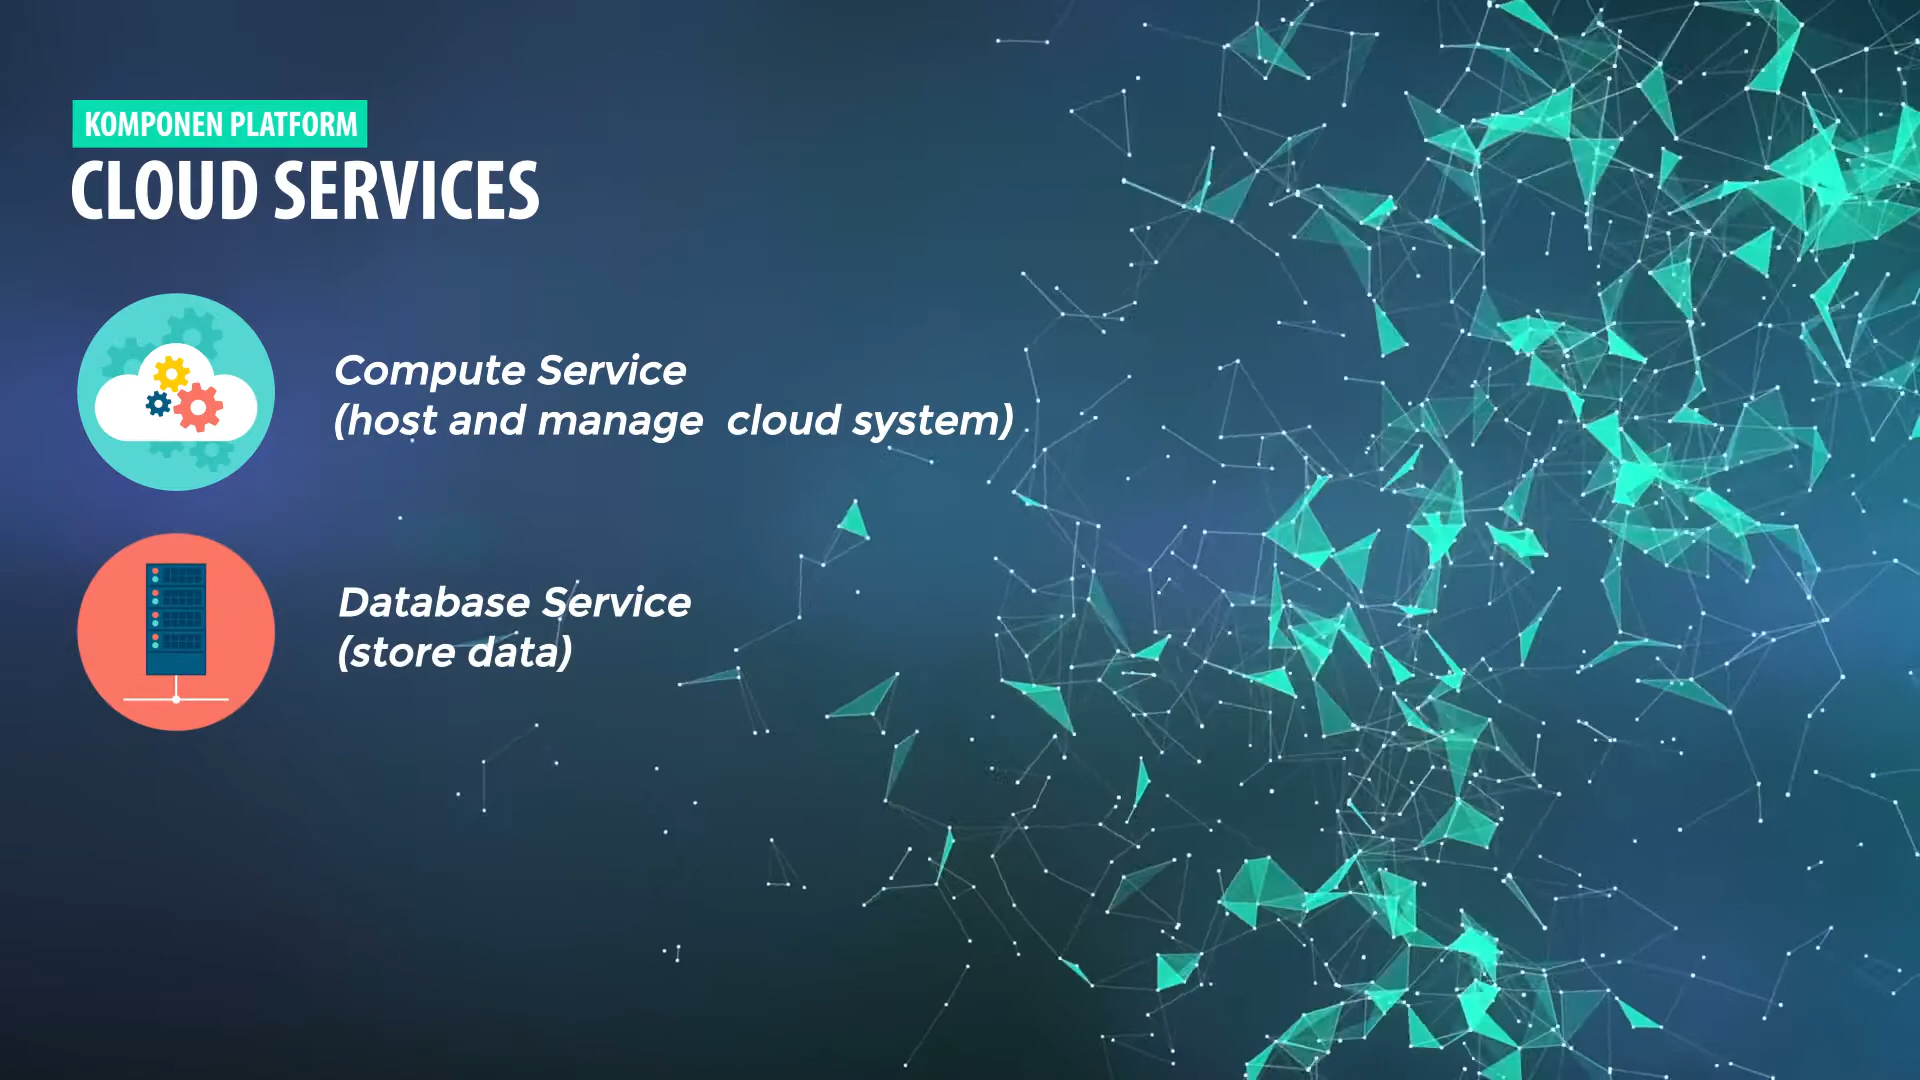 KOMPONEN PLATFORM
CLOUD SERVICES
Compute Service
(host and manage cloud system)
Database Service
(store data)